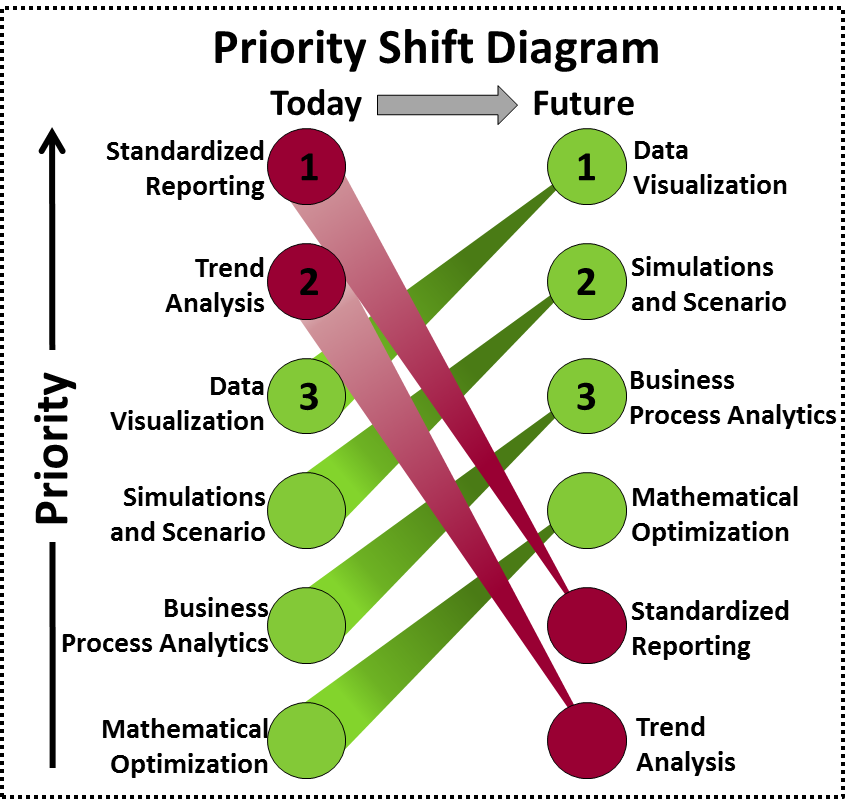 Priority Shift Diagram
Today
Future
Priority
Standardized
Reporting
1
Trend
Analysis
2
Data
Visualization
3
Simulations
and Scenario
Business
Process Analytics
Mathematical
Optimization
1
Data
Visualization
2
Simulations
and Scenario
3
Business
Process Analytics
Mathematical
Optimization
Standardized
Reporting
Trend
Analysis